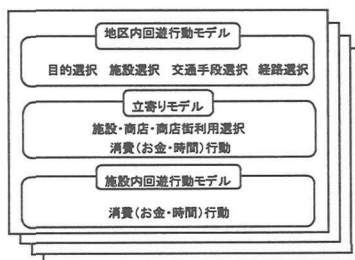 地区内回遊行動モデル
目的選択 施設選択 交通手段選択 経路選択
立寄りモデル
施設・商店・商店街利用選択
消費(お金・時間)行動
施設内回遊行動モデル
消費(お金・時間)行動